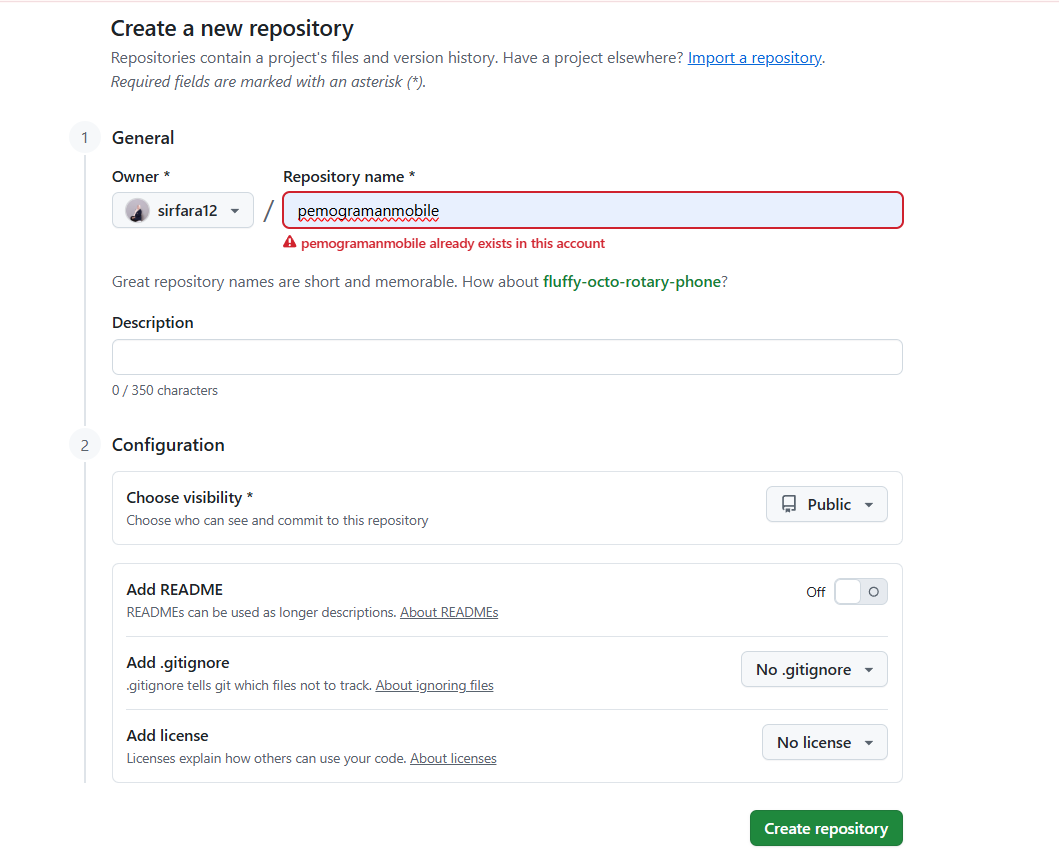 Create a new repository
Repositories contain a project's files and version history. Have a project elsewhere? Import a repository.
Required fields are marked with an asterisk (*).
1 General
Owner * Repository name *
sirfara12 / pemogramanmobile
pemogramanmobile already exists in this account
Great repository names are short and memorable. How about fluffy-octo-rotary-phone?
Description
0 / 350 characters
2 Configuration
Choose visibility *
Choose who can see and commit to this repository
Public
Add README
READMEs can be used as longer descriptions. About READMEs
Off
Add .gitignore
.gitignore tells git which files not to track. About ignoring files
No .gitignore
Add license
Licenses explain how others can use your code. About licenses
No license
Create repository